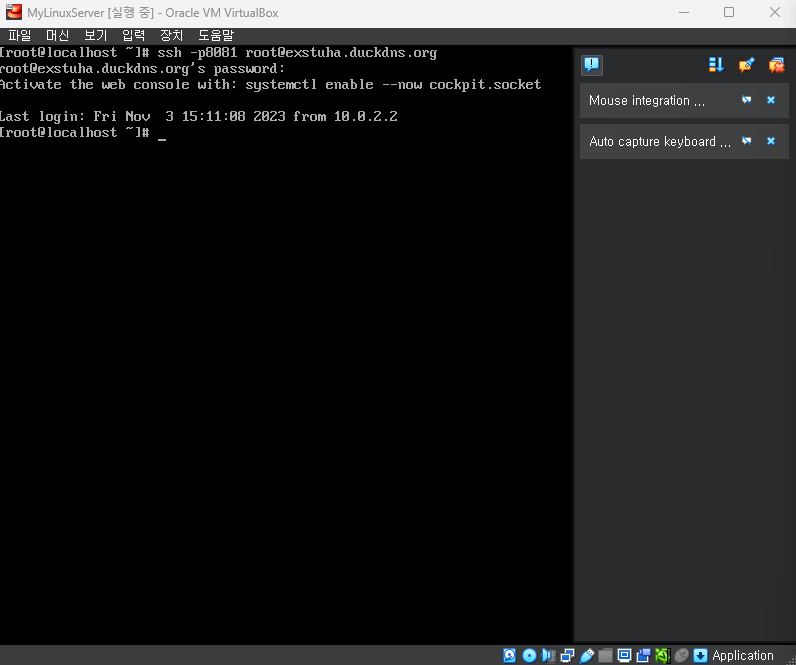 MyLinuxServer [실행 중] - Oracle VM VirtualBox
파일 머신 보기 입력 장치 도움말
[root@localhost ~]# ssh -p8081 root@exstuha.duckdns.org
root@exstuha.duckdns.org's password:
Activate the web console with: systemctl enable --now cockpit.socket
Last login: Fri Nov  3 15:11:08 2023 from 10.0.2.2
[root@localhost ~]# _
Mouse integration ...
Auto capture keyboard ...
Application